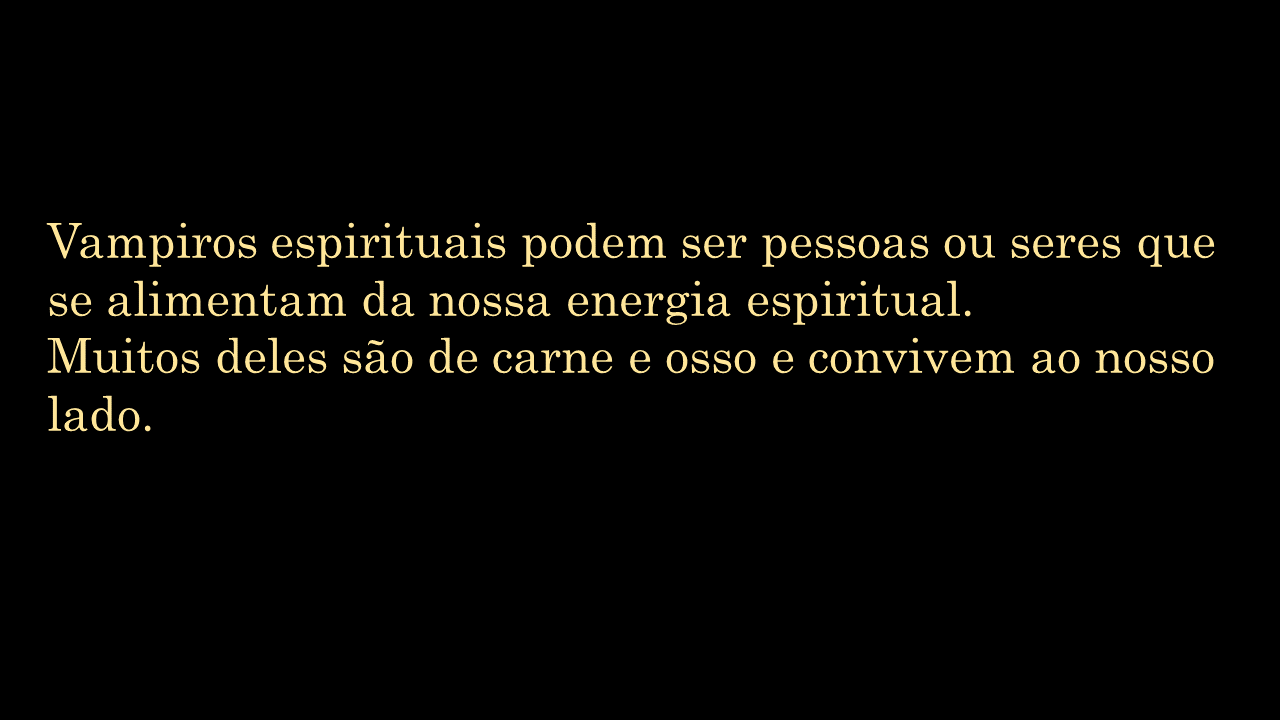 Vampiros espirituais podem ser pessoas ou seres que
se alimentam da nossa energia espiritual.
Muitos deles são de carne e osso e convivem ao nosso
lado.